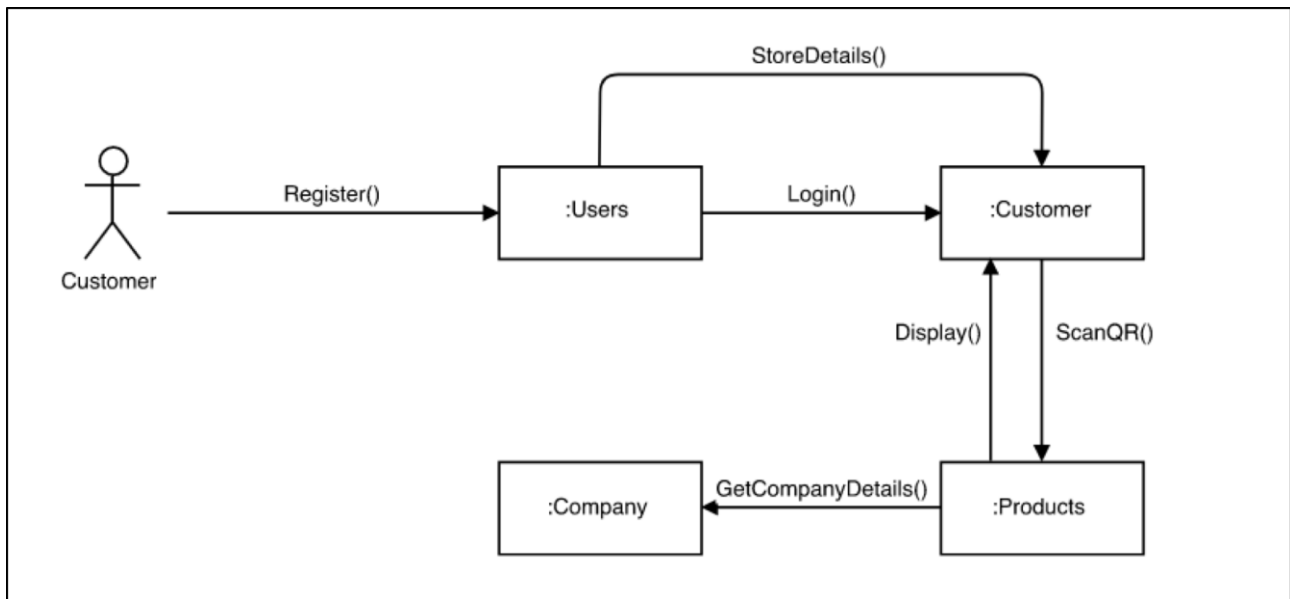 StoreDetails()
Register()
:Users
Login()
:Customer
Customer
Display()
ScanQR()
:Company
GetCompanyDetails()
:Products